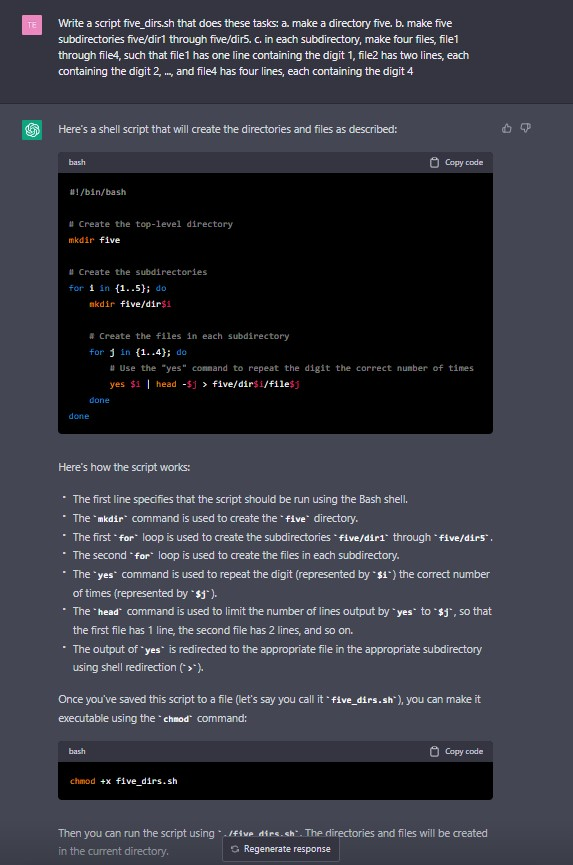 TE
Write a script five_dirs.sh that does these tasks: a. make a directory five. b. make five
subdirectories five/dir1 through five/dir5. c. in each subdirectory, make four files, file1
through file4, such that file1 has one line containing the digit 1, file2 has two lines, each
containing the digit 2, ..., and file4 has four lines, each containing the digit 4
Here's a shell script that will create the directories and files as described:
bash
Copy code
#!/bin/bash
# Create the top-level directory
mkdir five
# Create the subdirectories
for i in {1..5}; do
    mkdir five/dir$i
    # Create the files in each subdirectory
    for j in {1..4}; do
        # Use the "yes" command to repeat the digit the correct number of times
        yes $i | head -$j > five/dir$i/file$j
    done
done
Here's how the script works:
• The first line specifies that the script should be run using the Bash shell.
• The `mkdir` command is used to create the `five` directory.
• The first `for` loop is used to create the subdirectories `five/dir1` through `five/dir5`.
• The second `for` loop is used to create the files in each subdirectory.
• The `yes` command is used to repeat the digit (represented by `$i`) the correct number
of times (represented by `$j`).
• The `head` command is used to limit the number of lines output by `yes` to `$j`, so that
the first file has 1 line, the second file has 2 lines, and so on.
• The output of `yes` is redirected to the appropriate file in the appropriate subdirectory
using shell redirection (`>`).
Once you've saved this script to a file (let's say you call it `five_dirs.sh`), you can make it
executable using the `chmod` command:
bash
Copy code
chmod +x five_dirs.sh
Then you can run the script using `./five_dirs.sh`. The directories and files will be created
in the current directory.
Regenerate response